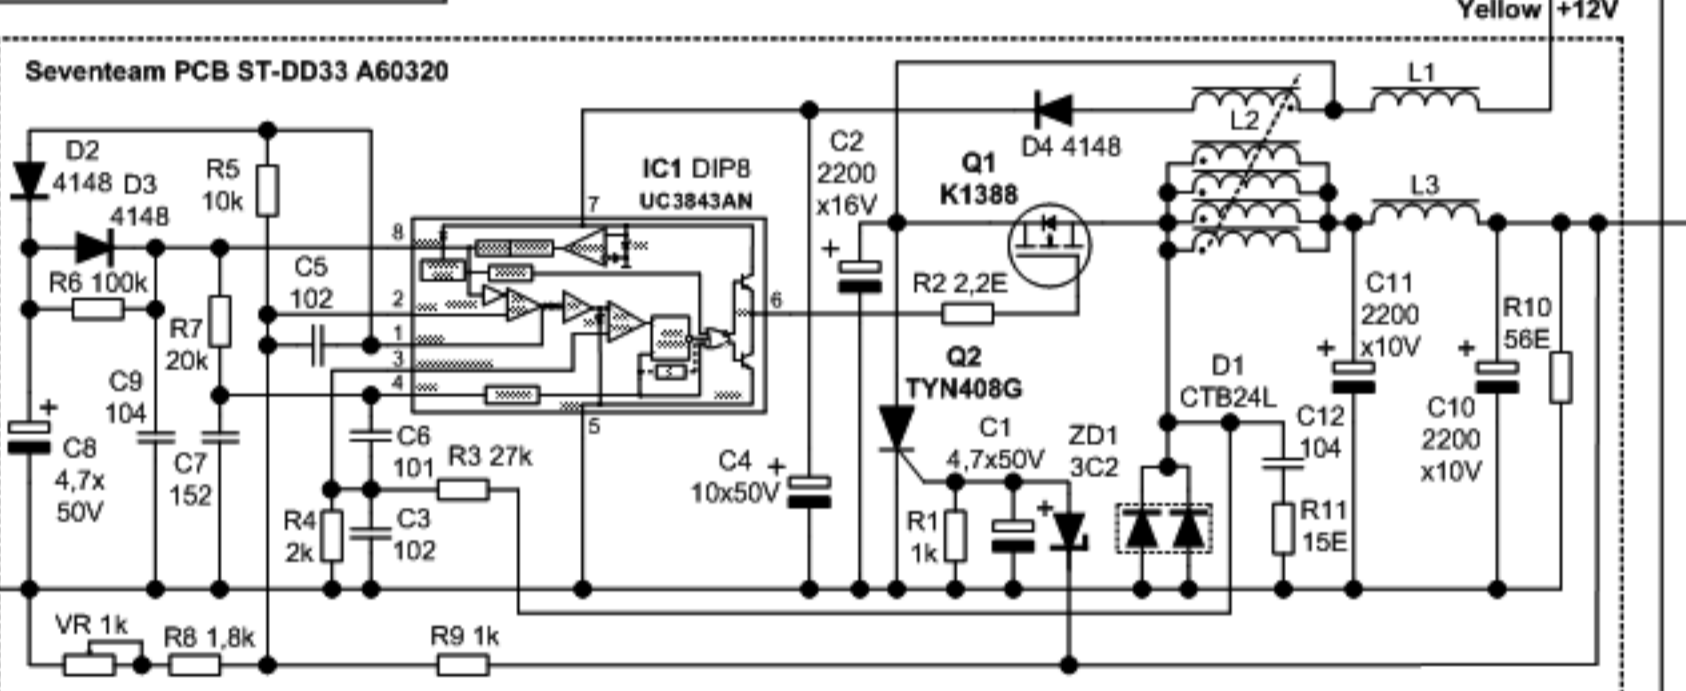 Yellow +12V
Seventeam PCB ST-DD33 A60320
L1
L2
D2
4148
D3
4148
R5
10k
IC1 DIP8
UC3843AN
7
C2
2200
x16V
+
D4 4148
Q1
K1388
L3
8
R6 100k
C5
102
2
1
3
4
6
5
R2 2,2E
C11
2200
x10V
+
R10
56E
+
R7
20k
Q2
TYN408G
D1
CTB24L
C9
104
+
C8
4,7x
50V
C7
152
C6
101
R3 27k
C4 +
10x50V
C1
4,7x50V
+
ZD1
3C2
C12
104
C10
2200
x10V
R4
2k
C3
102
R1
1k
R11
15E
VR 1k
R8 1,8k
R9 1k